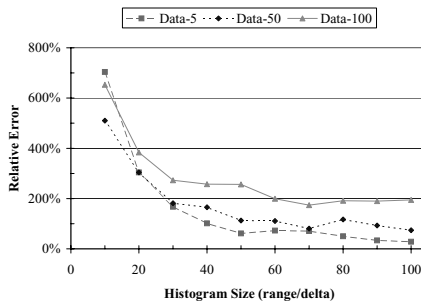 Data-5 Data-50 Data-100
800%
600%
400%
200%
0%
Relative Error
0 20 40 60 80 100
Histogram Size (range/delta)